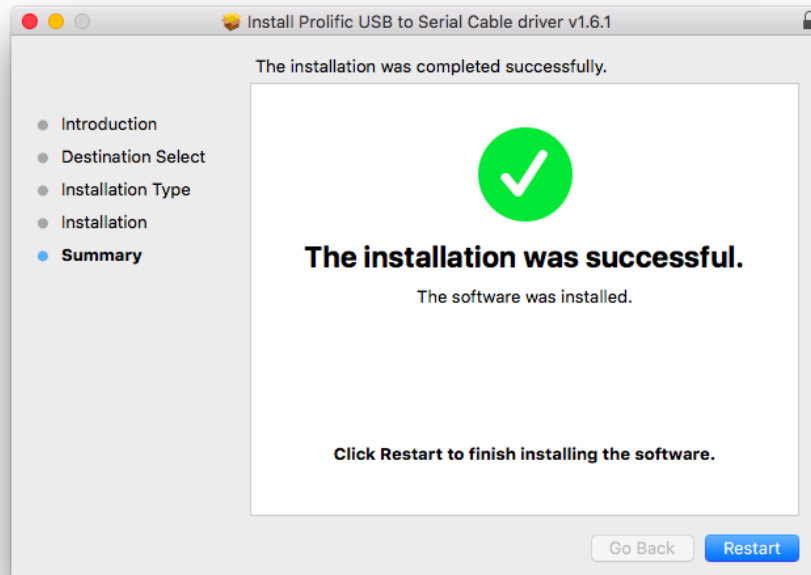 Install Prolific USB to Serial Cable driver v1.6.1
The installation was completed successfully.
Introduction
Destination Select
Installation Type
Installation
Summary
The installation was successful.
The software was installed.
Click Restart to finish installing the software.
Go Back
Restart